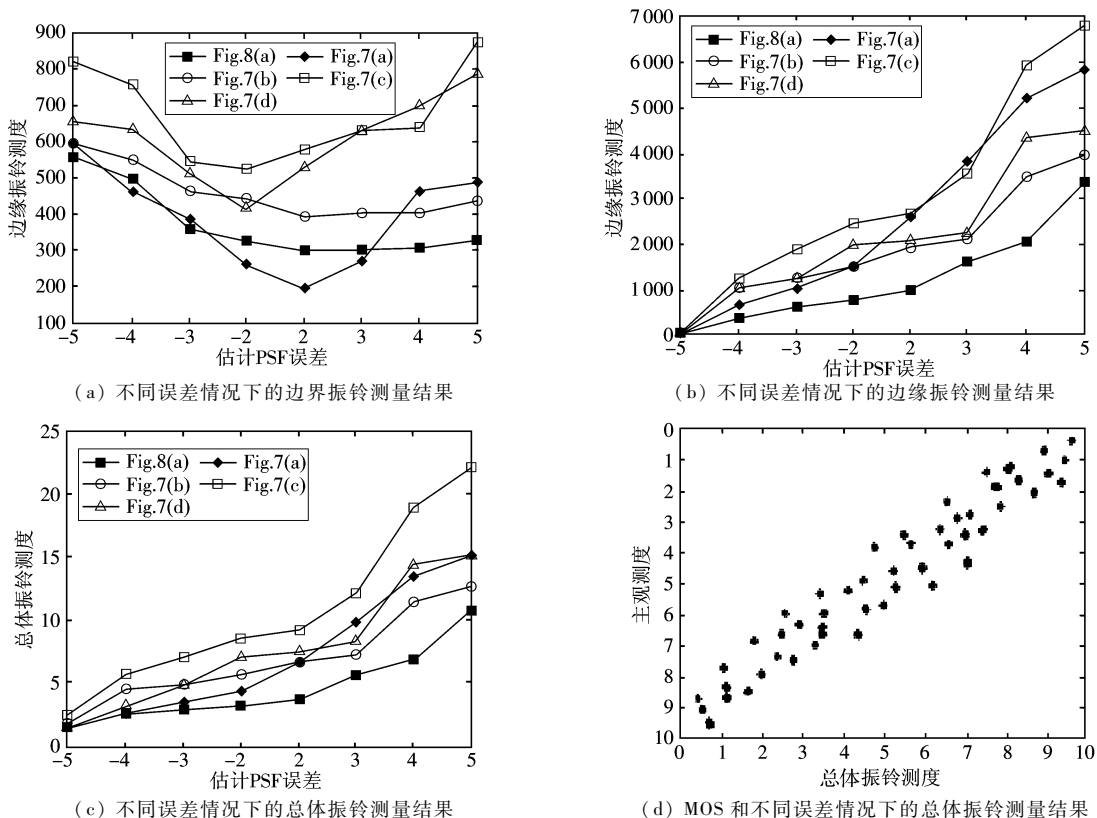 900
800
700
600
500
400
300
200
100
边缘振铃测度
Fig.8(a) Fig.7(a)
Fig.7(b) Fig.7(c)
Fig.7(d)
-5 -4 -3 -2 2 3 4 5
估计PSF误差
(a) 不同误差情况下的边界振铃测量结果
7 000
6 000
5 000
4 000
3 000
2 000
1 000
0
边缘振铃测度
Fig.8(a) Fig.7(a)
Fig.7(b) Fig.7(c)
Fig.7(d)
-5 -4 -3 -2 2 3 4 5
估计PSF误差
(b) 不同误差情况下的边缘振铃测量结果
25
20
15
10
5
0
总体振铃测度
Fig.8(a) Fig.7(a)
Fig.7(b) Fig.7(c)
Fig.7(d)
-5 -4 -3 -2 2 3 4 5
估计PSF误差
(c) 不同误差情况下的总体振铃测量结果
0
1
2
3
4
5
6
7
8
9
10
主观测度
0 1 2 3 4 5 6 7 8 9 10
总体振铃测度
(d) MOS 和不同误差情况下的总体振铃测量结果